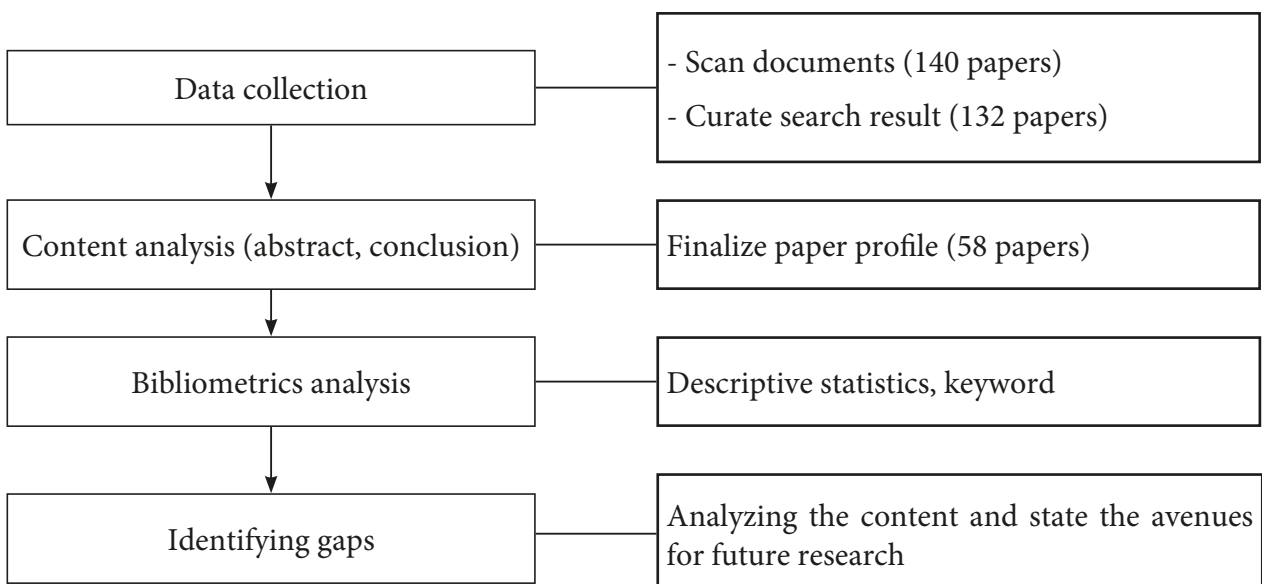 Data collection
- Scan documents (140 papers)
- Curate search result (132 papers)
Content analysis (abstract, conclusion)
Finalize paper profile (58 papers)
Bibliometrics analysis
Descriptive statistics, keyword
Identifying gaps
Analyzing the content and state the avenues
for future research